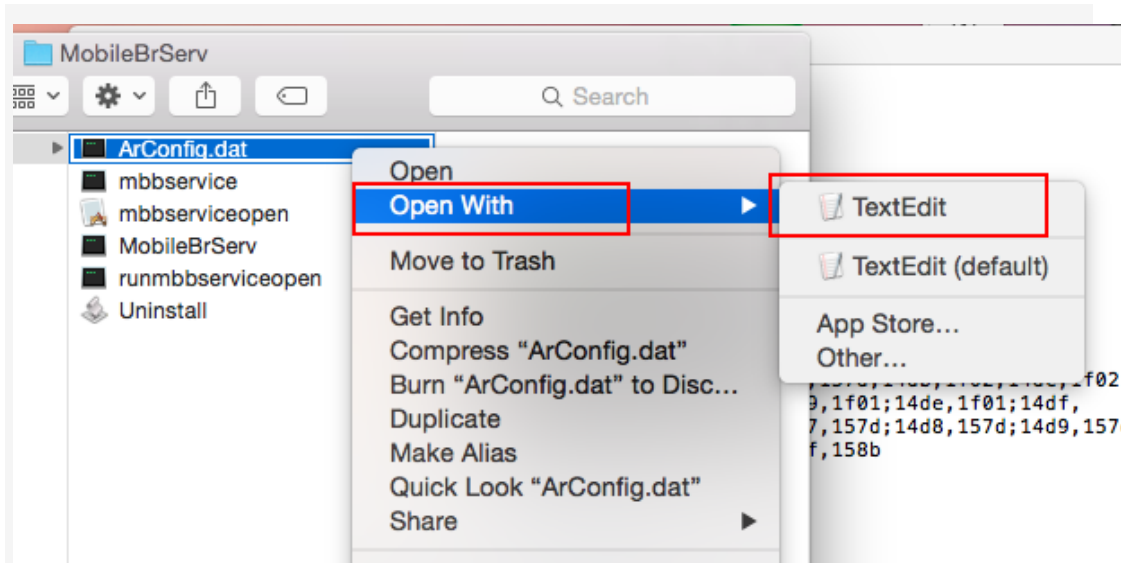 MobileBrServ
Search
ArConfig.dat
mbbservice
mbbserviceopen
MobileBrServ
runmbbserviceopen
Uninstall
Open
Open With
Move to Trash
Get Info
Compress “ArConfig.dat”
Burn “ArConfig.dat” to Disc...
Duplicate
Make Alias
Quick Look “ArConfig.dat”
Share
TextEdit
TextEdit (default)
App Store...
Other...
,1f01;14de,1f01;14df,
,157d;14d8,157d;14d9,157
,158b